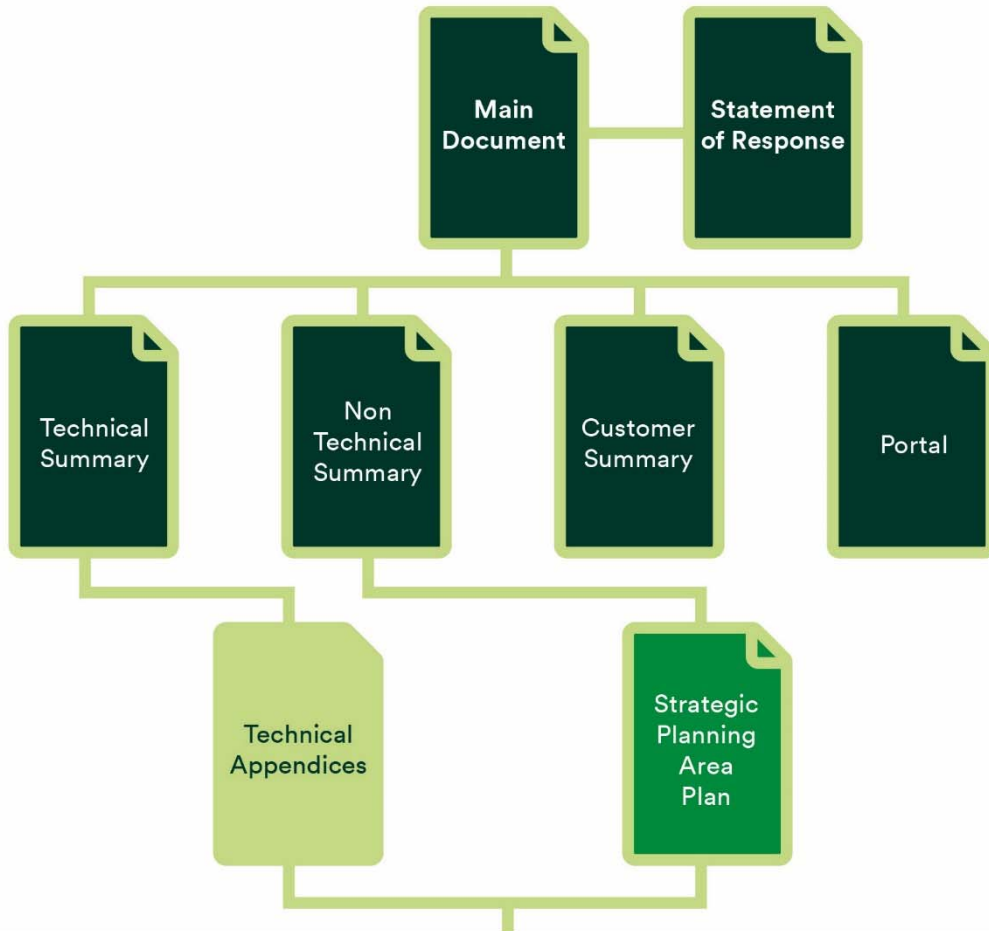 Main
Document
Statement
of Response
Technical
Summary
Non
Technical
Summary
Customer
Summary
Portal
Technical
Appendices
Strategic
Planning
Area
Plan